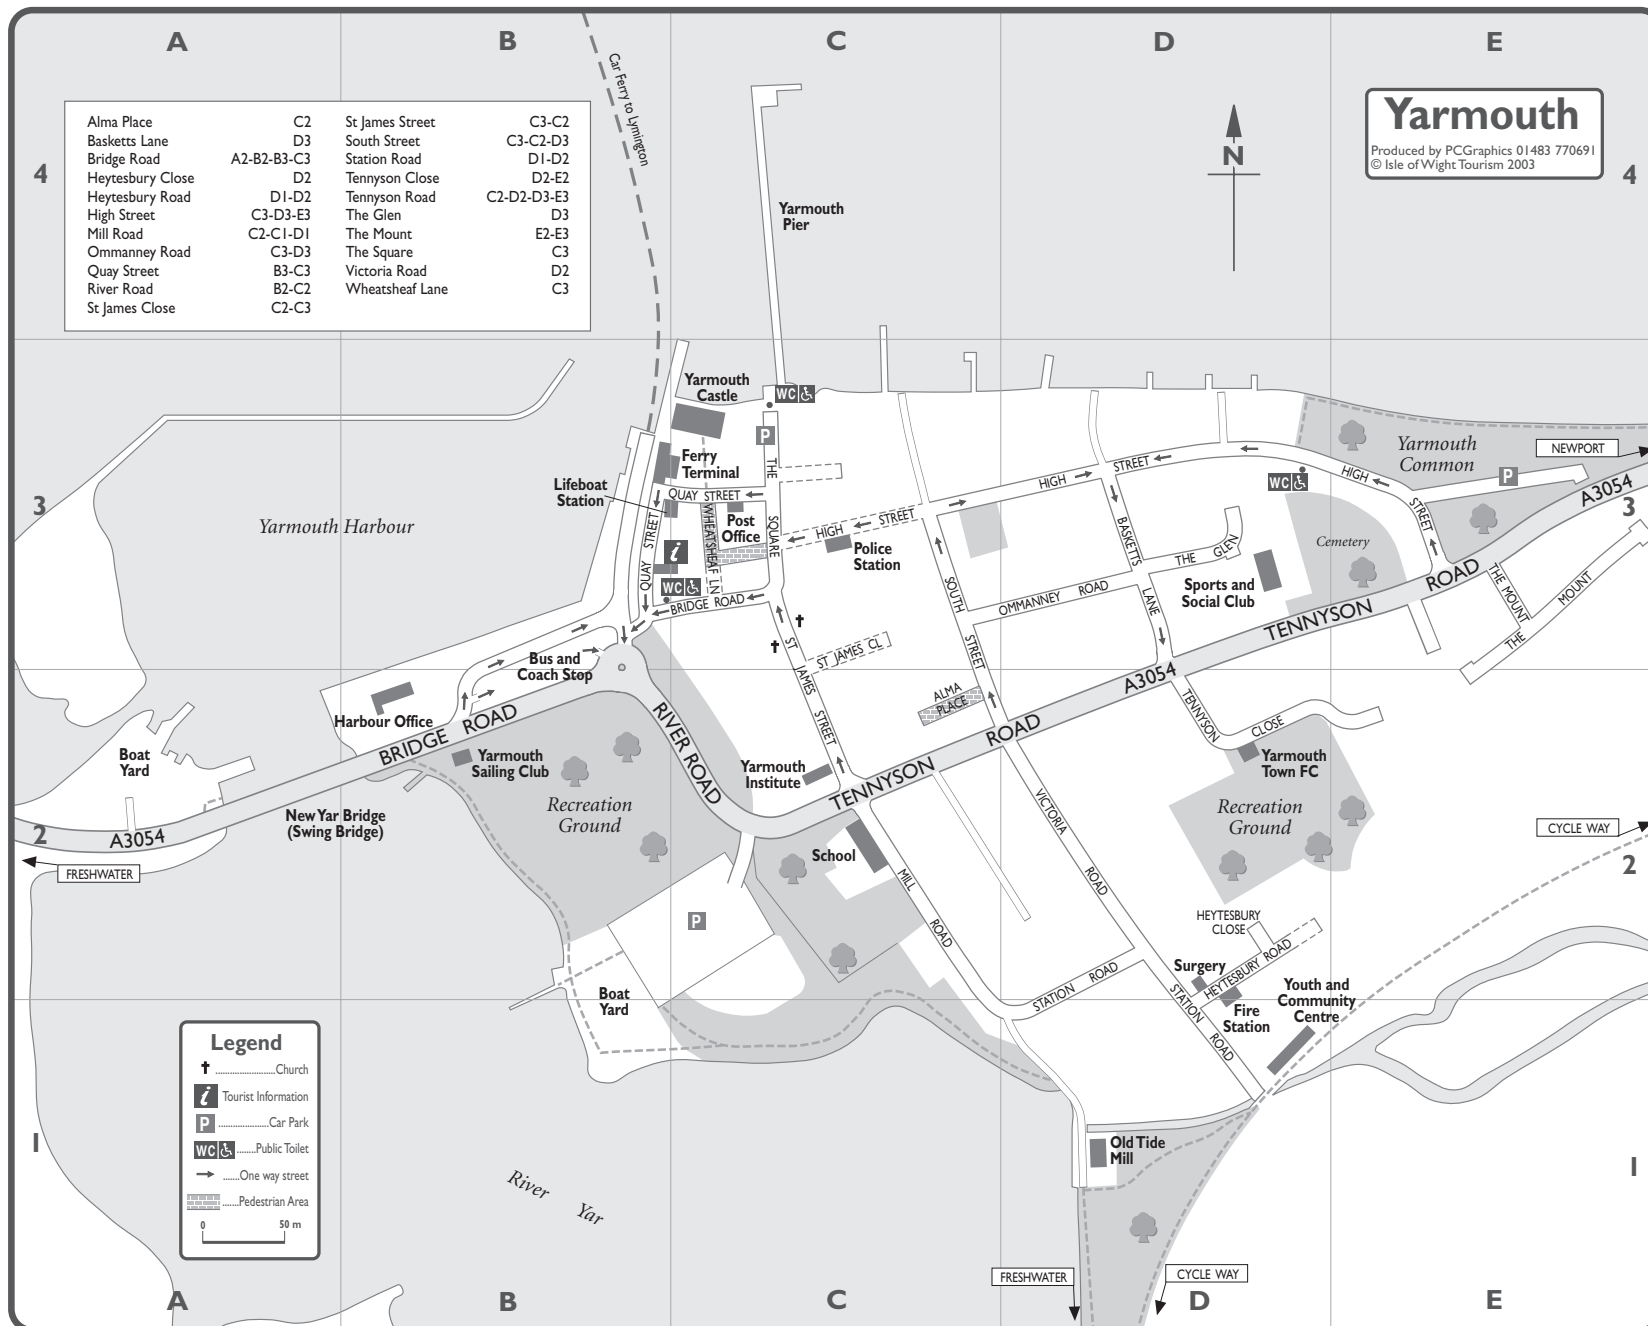 A
B
C
D
E
Car Ferry to Lymington
Yarmouth
Produced by PCGraphics 01483 770691
© Isle of Wight Tourism 2003
Alma Place C2
Basketts Lane D3
Bridge Road A2-B2-B3-C3
Heytesbury Close D2
Heytesbury Road D1-D2
High Street C3-D3-E3
Mill Road C2-C1-D1
Ommanney Road C3-D3
Quay Street B3-C3
River Road B2-C2
St James Close C2-C3
St James Street C3-C2
South Street C3-C2-D3
Station Road D1-D2
Tennyson Close D2-E2
Tennyson Road C2-D2-D3-E3
The Glen D3
The Mount E2-E3
The Square C3
Victoria Road D2
Wheatsheaf Lane C3
4
4
N
Yarmouth
Pier
Yarmouth
Castle
WC
P
Ferry
Terminal
THE
SQUARE
Lifeboat
Station
QUAY STREET
QUAY STREET
WHEATSHEAF LN
Post
Office
i
WC
BRIDGE ROAD
HIGH STREET
HIGH STREET
HIGH STREET
Police
Station
SOUTH
STREET
OMMANNEY ROAD
BASKETTS
LANE
THE GLEN
Sports and
Social Club
WC
Cemetery
Yarmouth
Common
NEWPORT
P
A3054
3
3
Yarmouth Harbour
THE MOUNT
THE MOUNT
TENNYSON ROAD
A3054
ST JAMES STREET
ST JAMES CL
ALMA
PLACE
Bus and
Coach Stop
Harbour Office
BRIDGE ROAD
RIVER ROAD
Boat
Yard
Yarmouth
Sailing Club
New Yar Bridge
(Swing Bridge)
A3054
2
FRESHWATER
Recreation
Ground
Yarmouth
Institute
TENNYSON ROAD
School
MILL ROAD
VICTORIA ROAD
TENNYSON CLOSE
Yarmouth
Town FC
Recreation
Ground
CYCLE WAY
2
P
HEYTESBURY
CLOSE
HEYTESBURY ROAD
Surgery
STATION ROAD
STATION ROAD
Fire
Station
Youth and
Community
Centre
Boat
Yard
Legend
Church
i Tourist Information
P Car Park
WC Public Toilet
One way street
Pedestrian Area
0 50 m
1
1
River Yar
Old Tide
Mill
FRESHWATER
CYCLE WAY
A
B
C
D
E